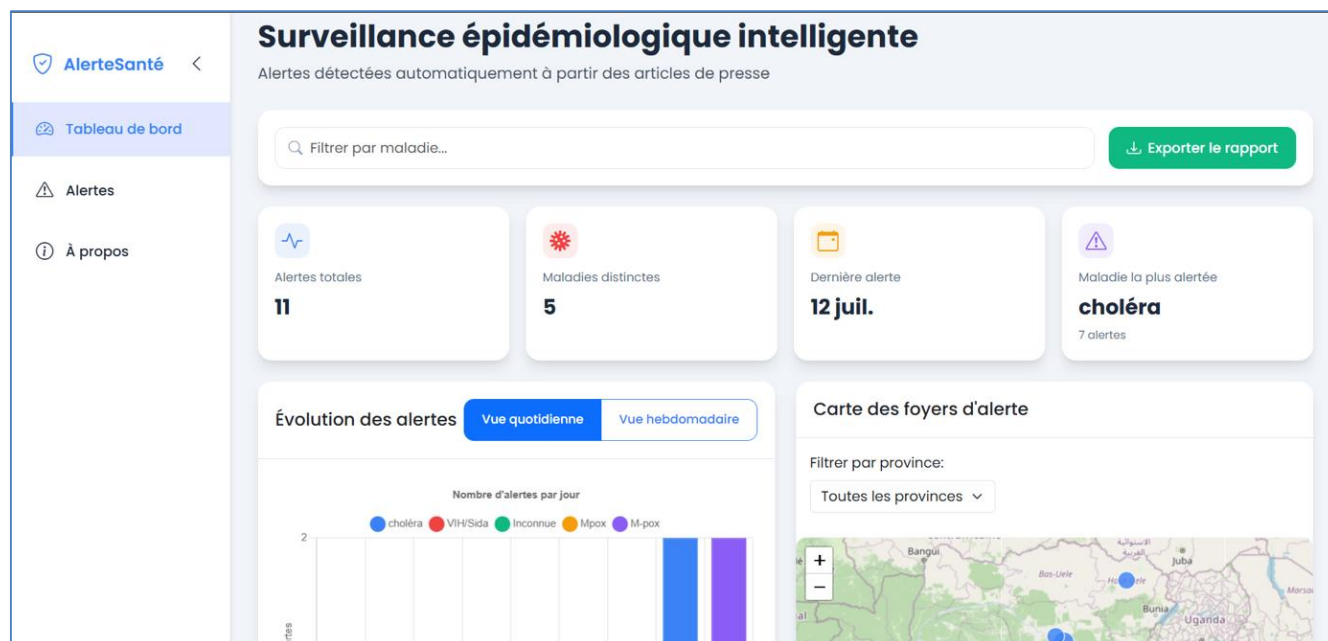 Surveillance épidémiologique intelligente
AlerteSanté
Alertes détectées automatiquement à partir des articles de presse
Tableau de bord
Alertes
À propos
Filtrer par maladie...
Exporter le rapport
Alertes totales
11
Maladies distinctes
5
Dernière alerte
12 juil.
Maladie la plus alertée
choléra
7 alertes
Évolution des alertes
Vue quotidienne
Vue hebdomadaire
Nombre d'alertes par jour
choléra VIH/Sida Inconnue Mpox M-pox
2
Carte des foyers d'alerte
Filtrer par province:
Toutes les provinces
+
−
Bangui
Juba
Bas-Uele
Bunia
Uganda